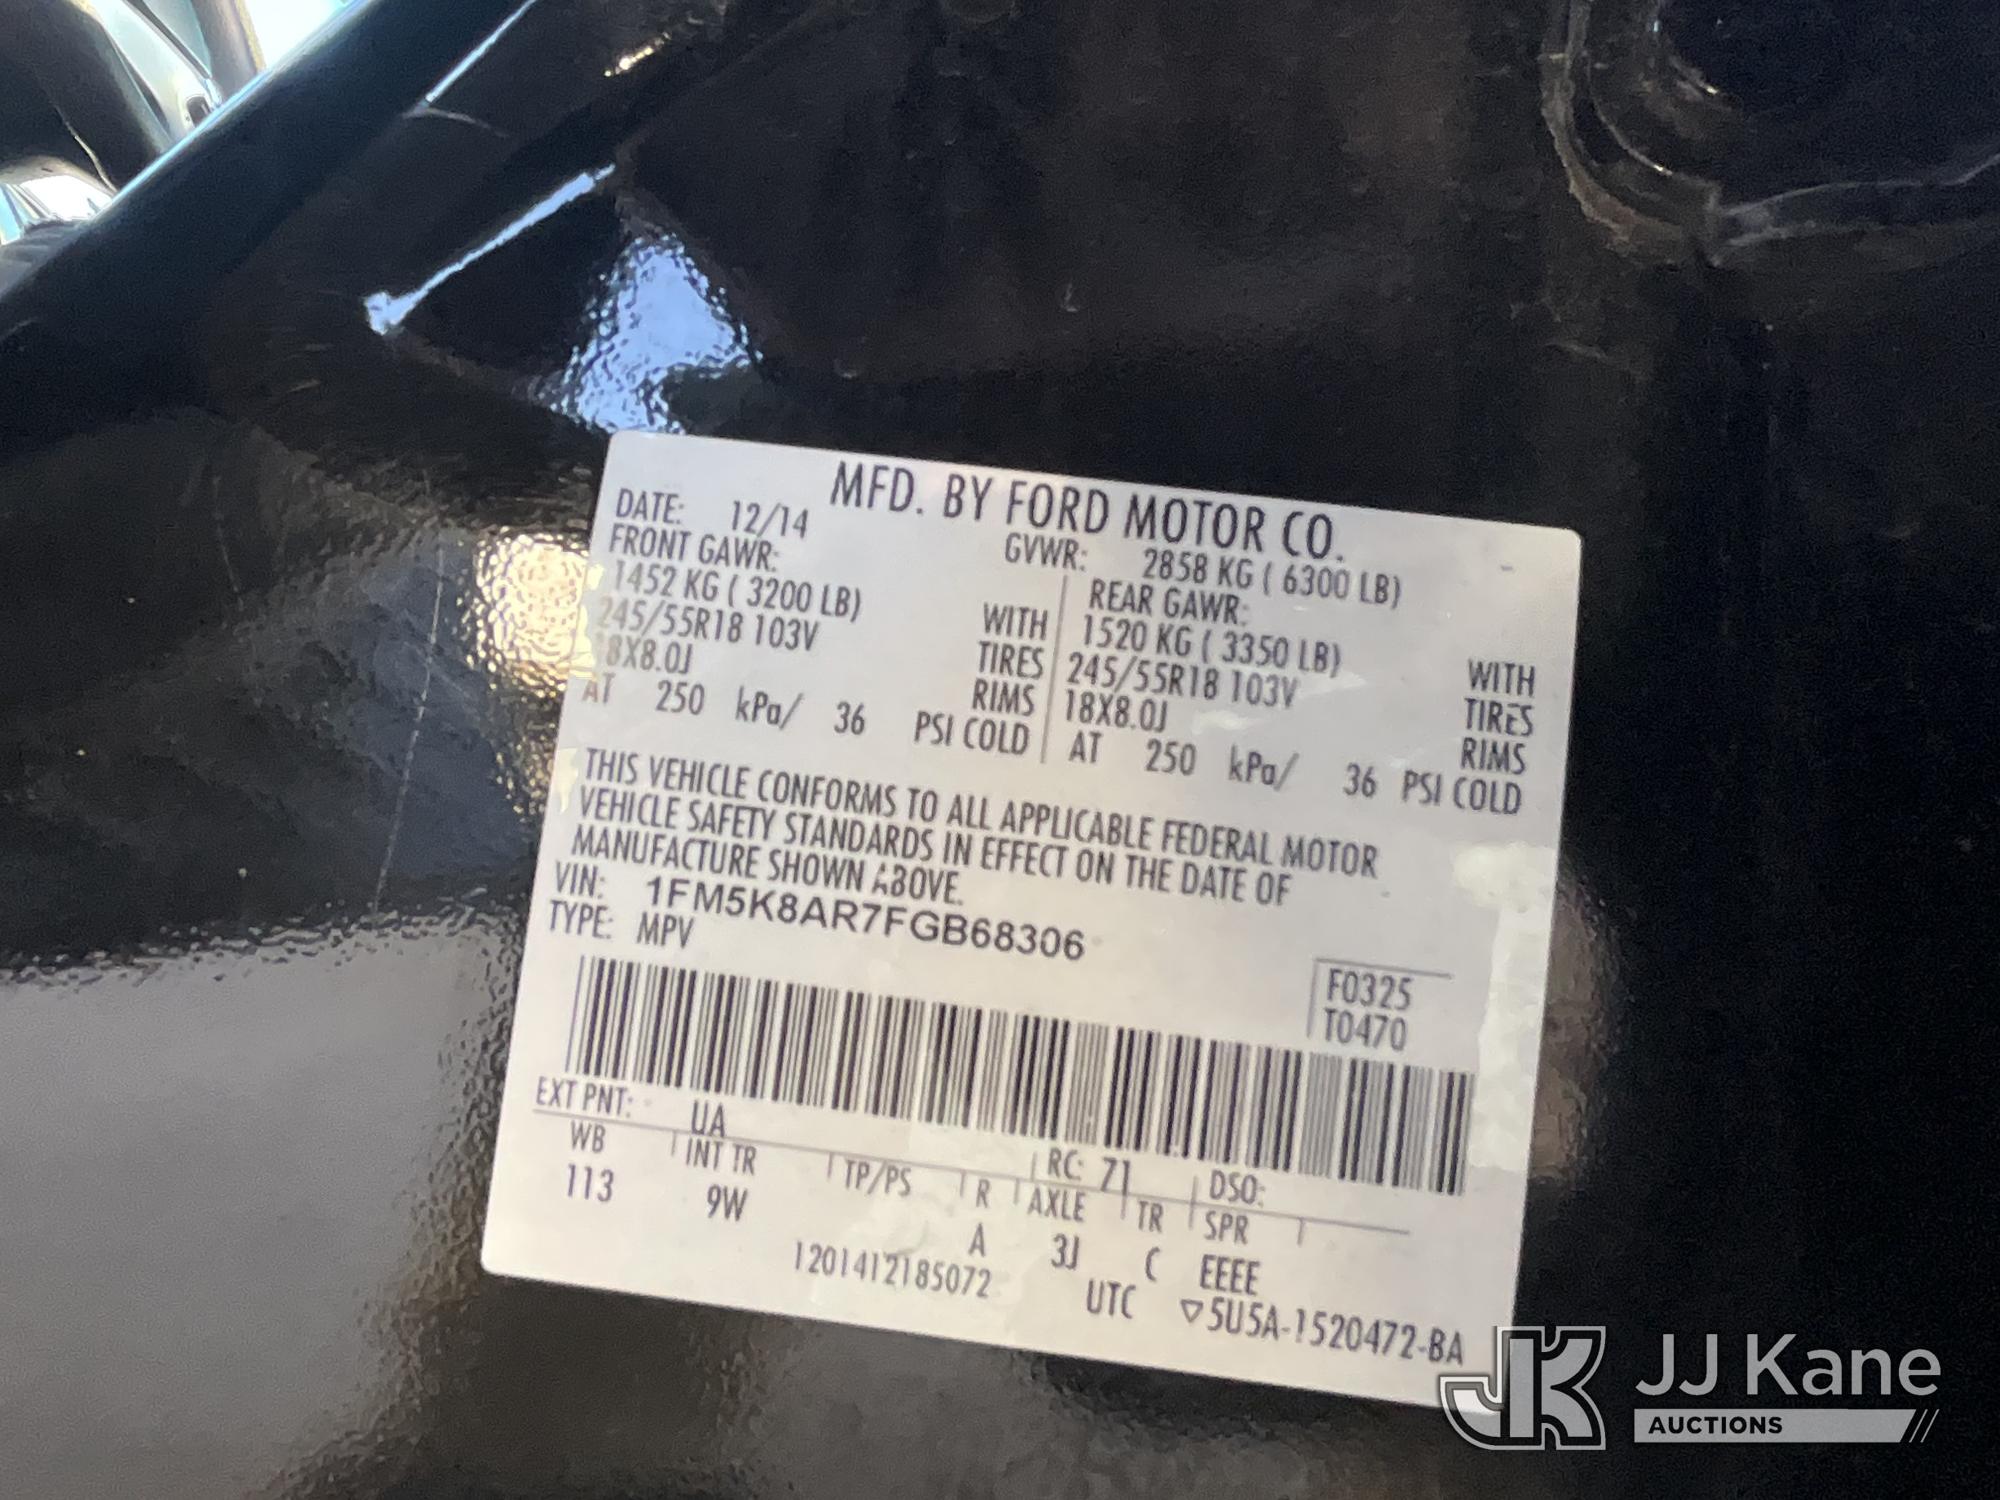 MFD. BY FORD MOTOR CO.
DATE: 12/14 GVWR: 2858 KG ( 6300 LB)
FRONT GAWR: REAR GAWR:
1452 KG ( 3200 LB) WITH 1520 KG ( 3350 LB) WITH
245/55R18 103V TIRES 245/55R18 103V TIRES
18X8.0J RIMS 18X8.0J RIMS
AT 250 kPa/ 36 PSI COLD AT 250 kPa/ 36 PSI COLD
THIS VEHICLE CONFORMS TO ALL APPLICABLE FEDERAL MOTOR
VEHICLE SAFETY STANDARDS IN EFFECT ON THE DATE OF
MANUFACTURE SHOWN ABOVE.
VIN: 1FM5K8AR7FGB68306
TYPE: MPV
F0325
T0470
EXT PNT: UA RC: 71 DSO:
WB INT TR TP/PS R AXLE TR SPR
113 9W A 3J C EEEE
1201412185072 UTC ▽5U5A-1520472-BA
JK JJ Kane
AUCTIONS